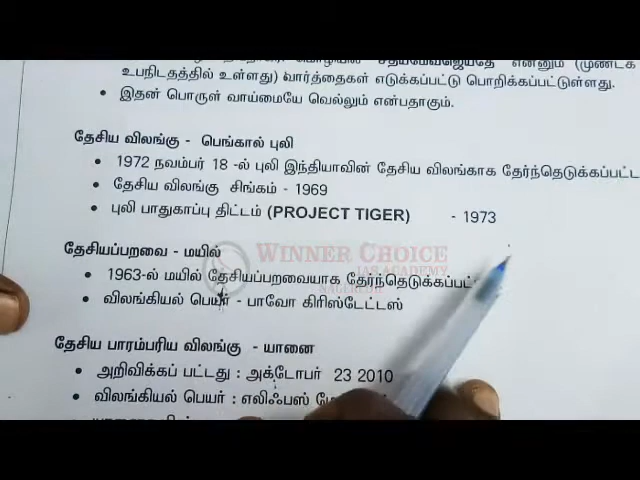 உபநிடதத்தில் உள்ளது) வார்த்தைகள் எடுக்கப்பட்டு பொறிக்கப்பட்டுள்ளது.
• இதன் பொருள் வாய்மையே வெல்லும் என்பதாகும்.
தேசிய விலங்கு - பெங்கால் புலி
• 1972 நவம்பர் 18 -ல் புலி இந்தியாவின் தேசிய விலங்காக தேர்ந்தெடுக்கப்பட்ட
• தேசிய விலங்கு சிங்கம் - 1969
• புலி பாதுகாப்பு திட்டம் (PROJECT TIGER) - 1973
தேசியப்பறவை - மயில்
WINNER CHOICE
IAS ACADEMY
• 1963-ல் மயில் தேசியப்பறவையாக தேர்ந்தெடுக்கப்பட்
• விலங்கியல் பெயர் - பாவோ கிரிஸ்டேட்டஸ்
தேசிய பாரம்பரிய விலங்கு - யானை
• அறிவிக்கப் பட்டது : அக்டோபர் 23 2010
• விலங்கியல் பெயர் : எலிஃபஸ்